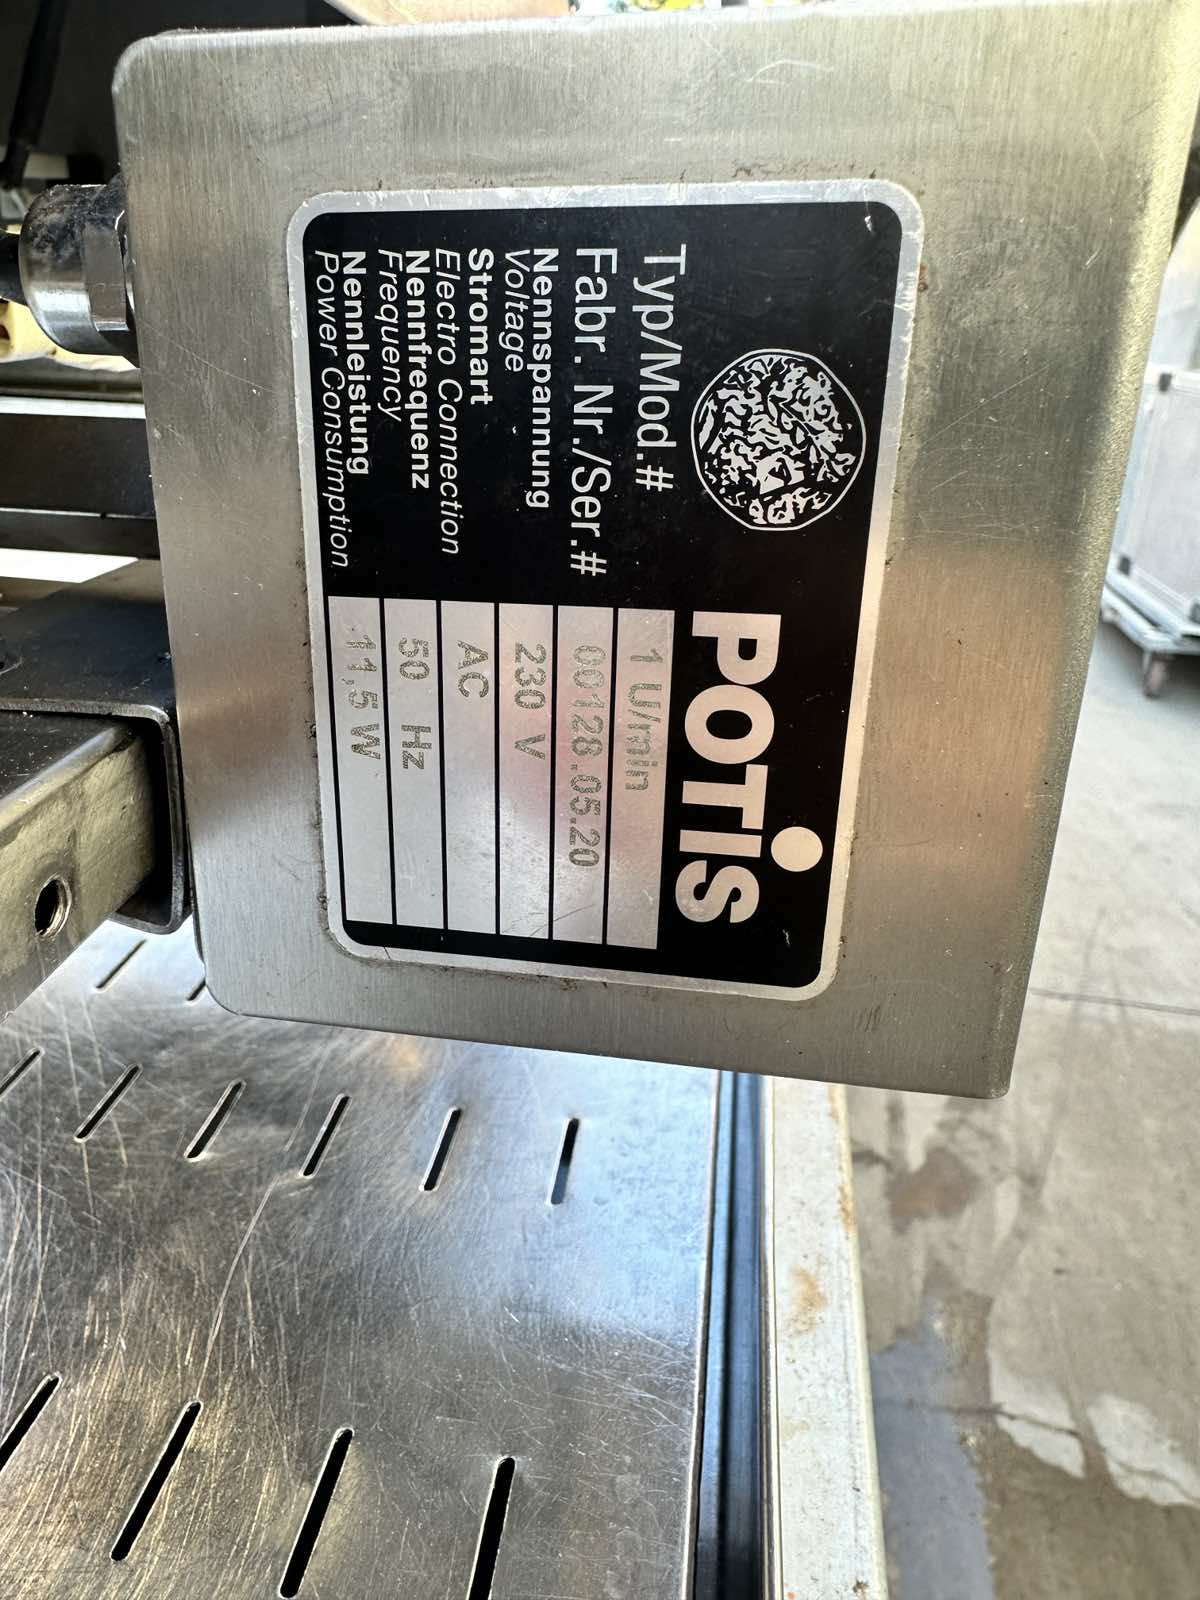 POTIS
Typ/Mod.# 1 U/min
Fabr. Nr./Ser.# 00128.05.20
Nennspannung 230 V
Voltage
Stromart AC
Electro Connection
Nennfrequenz 50 Hz
Frequency
Nennleistung 11,5 W
Power Consumption